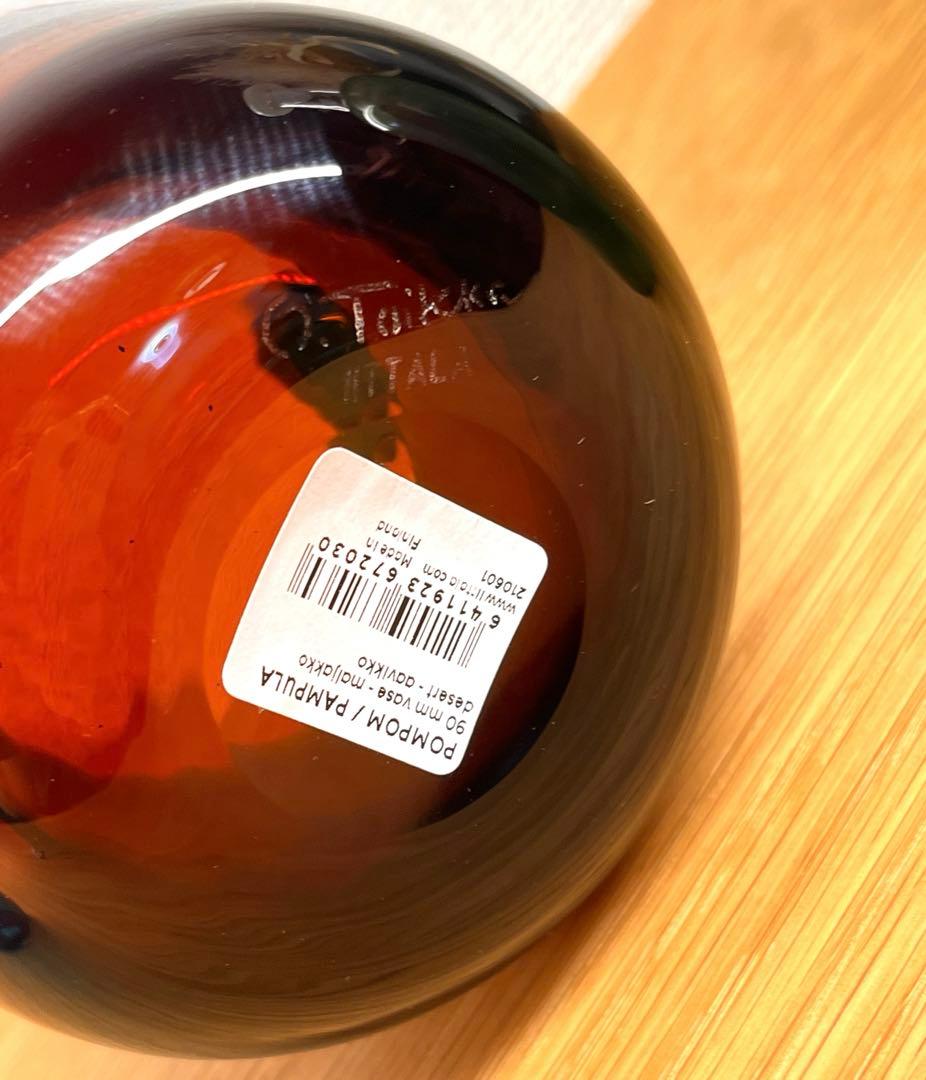 O.Toikka
POMPOM / PAMPULA
90 mm vase - maljakko
desert - aavikko
6 411923 672030
www.iittala.com Made in
210601 Finland